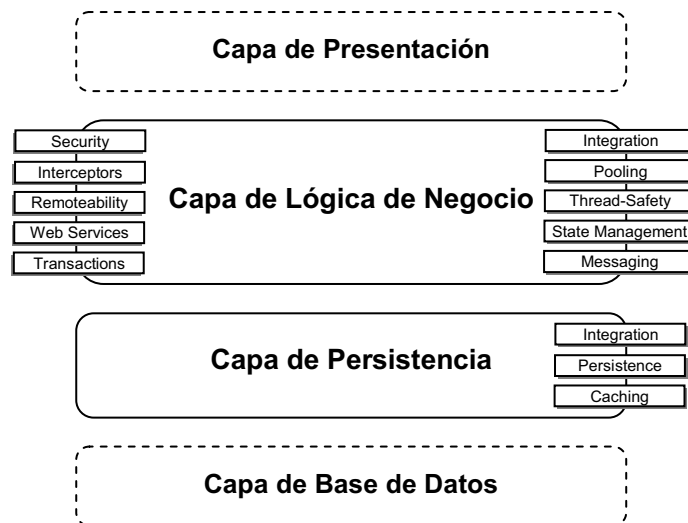 Capa de Presentación
Security
Integration
Interceptors
Pooling
Remoteability
Capa de Lógica de Negocio
Thread-Safety
Web Services
State Management
Transactions
Messaging
Integration
Capa de Persistencia
Persistence
Caching
Capa de Base de Datos